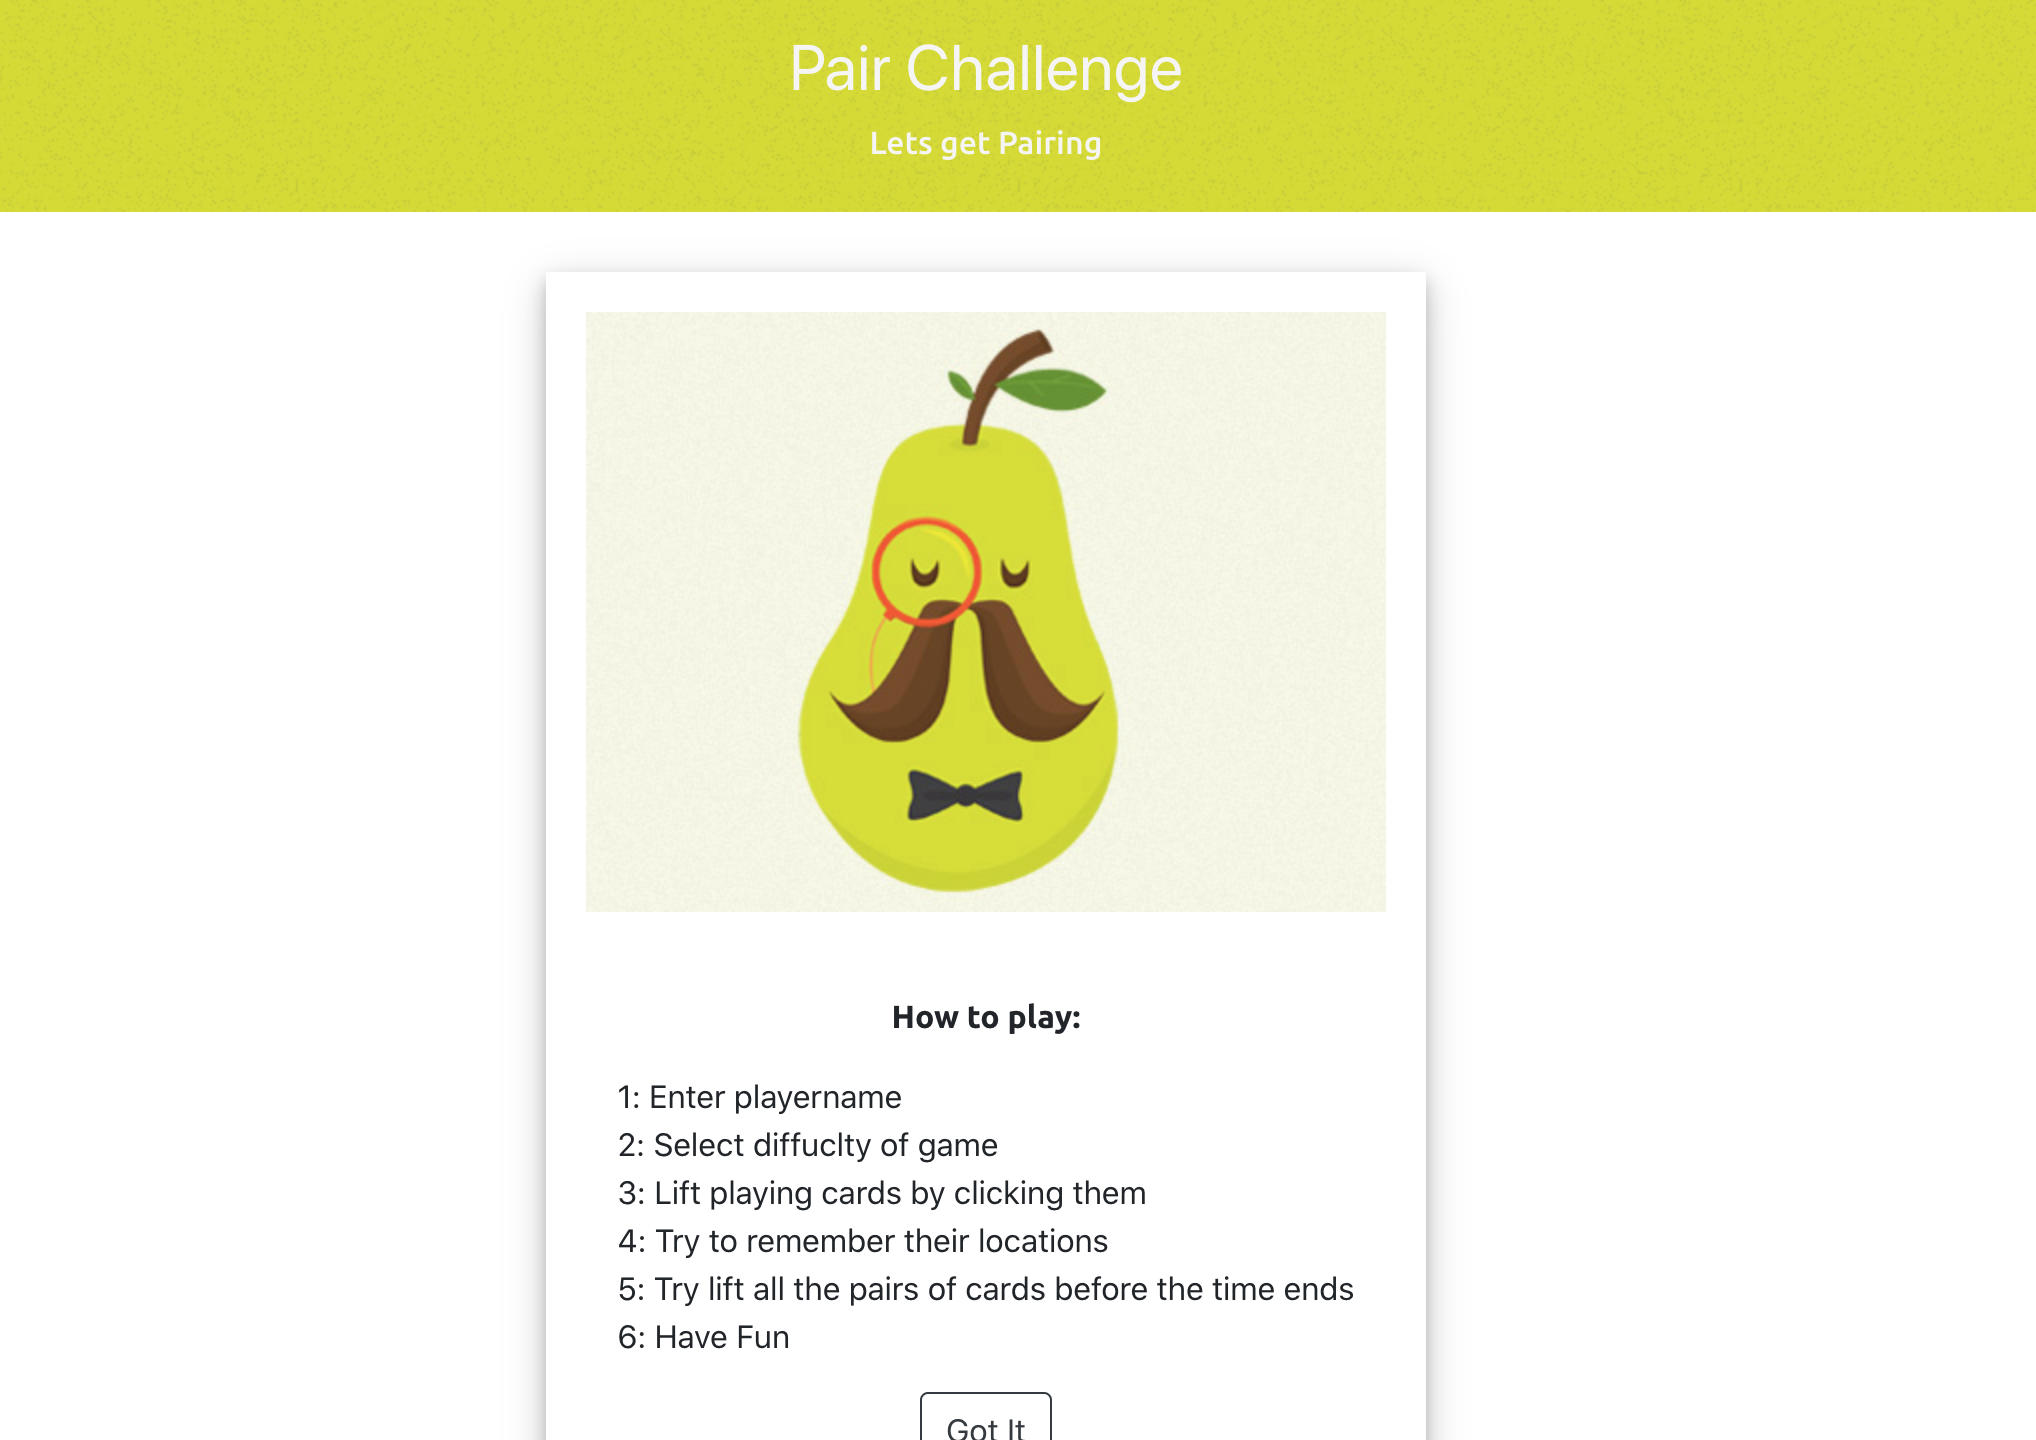 Pair Challenge
Lets get Pairing
How to play:
1: Enter playername
2: Select diffuclty of game
3: Lift playing cards by clicking them
4: Try to remember their locations
5: Try lift all the pairs of cards before the time ends
6: Have Fun
Got It